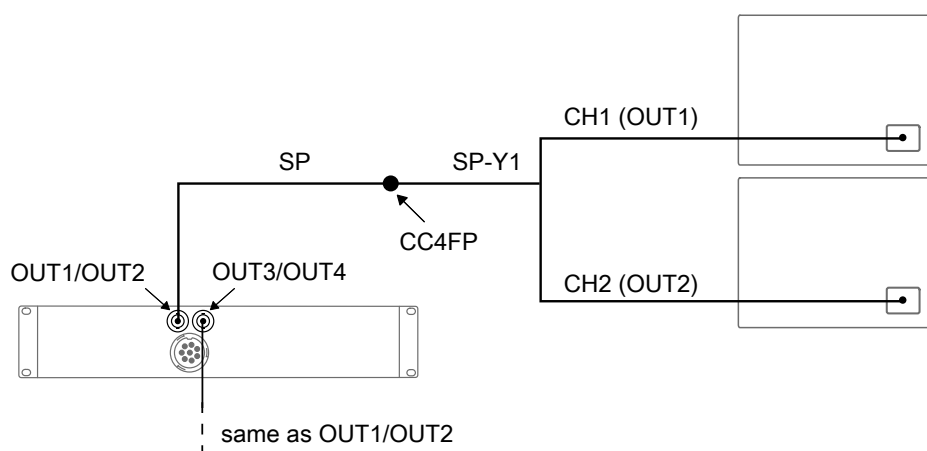 CH1 (OUT1)
SP
SP-Y1
CC4FP
OUT1/OUT2
OUT3/OUT4
CH2 (OUT2)
same as OUT1/OUT2